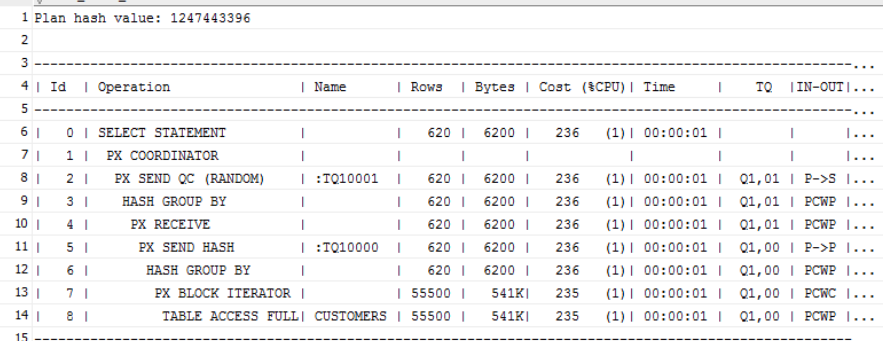 1 Plan hash value: 1247443396
2
3 ------------------------------------------------------------------------------------------------------...
4 | Id  | Operation                | Name      | Rows  | Bytes | Cost (%CPU)| Time     |    TQ  |IN-OUT|...
5 ------------------------------------------------------------------------------------------------------...
6 |   0 | SELECT STATEMENT         |           |   620 |  6200 |   236   (1)| 00:00:01 |        |      |...
7 |   1 |  PX COORDINATOR          |           |       |       |            |          |        |      |...
8 |   2 |   PX SEND QC (RANDOM)    | :TQ10001  |   620 |  6200 |   236   (1)| 00:00:01 |  Q1,01 | P->S |...
9 |   3 |    HASH GROUP BY         |           |   620 |  6200 |   236   (1)| 00:00:01 |  Q1,01 | PCWP |...
10 |   4 |     PX RECEIVE           |           |   620 |  6200 |   236   (1)| 00:00:01 |  Q1,01 | PCWP |...
11 |   5 |      PX SEND HASH        | :TQ10000  |   620 |  6200 |   236   (1)| 00:00:01 |  Q1,00 | P->P |...
12 |   6 |       HASH GROUP BY      |           |   620 |  6200 |   236   (1)| 00:00:01 |  Q1,00 | PCWP |...
13 |   7 |        PX BLOCK ITERATOR |           | 55500 |   541K|   235   (1)| 00:00:01 |  Q1,00 | PCWC |...
14 |   8 |         TABLE ACCESS FULL| CUSTOMERS | 55500 |   541K|   235   (1)| 00:00:01 |  Q1,00 | PCWP |...
15 ------------------------------------------------------------------------------------------------------